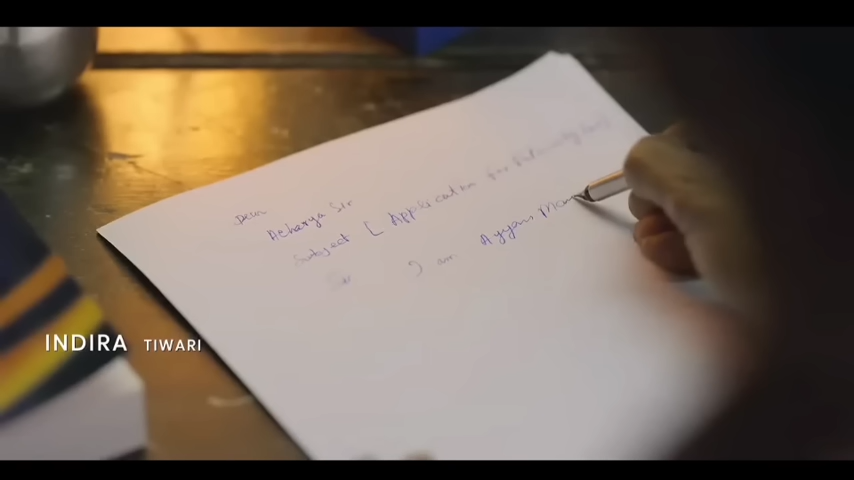 Dear
Acharya Sir
Subject [ Application for
Sir I am Ayyan
INDIRA TIWARI